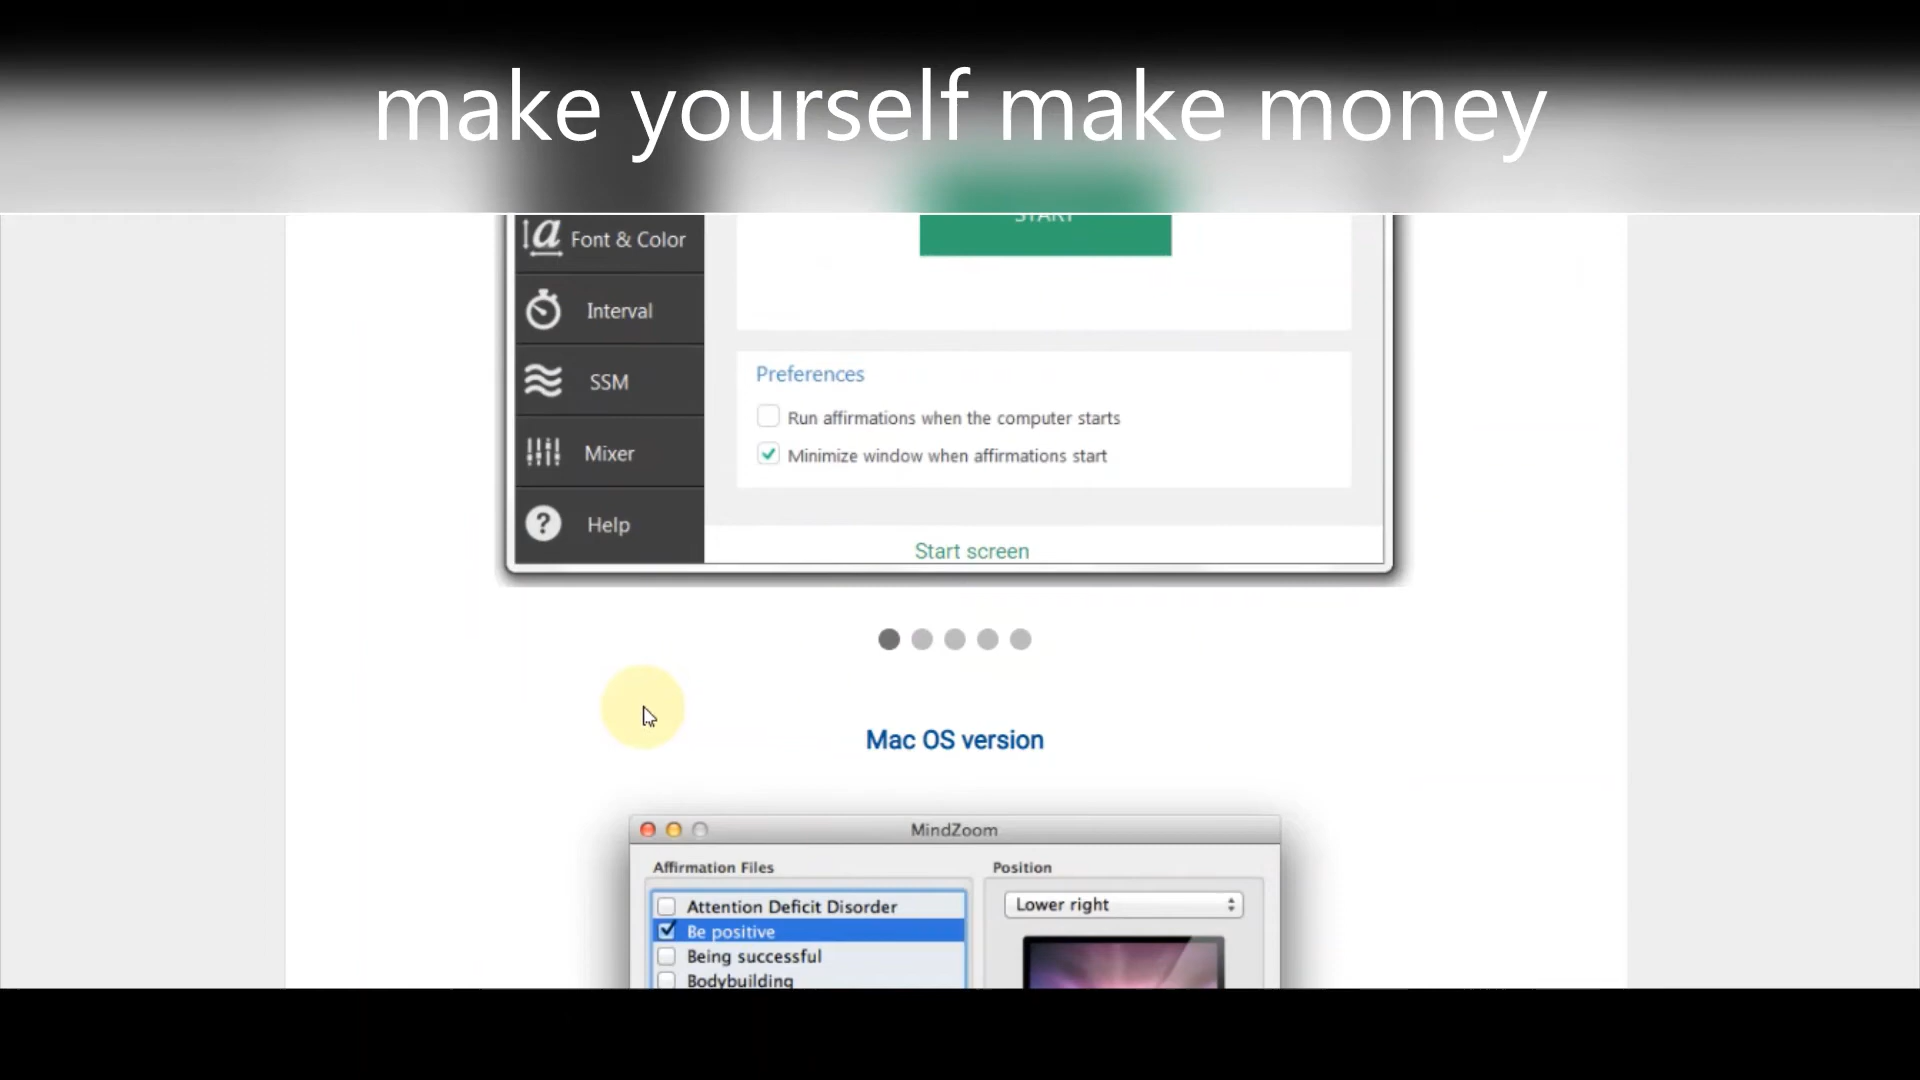 make yourself make money
START
Font & Color
Interval
SSM
Mixer
Help
Preferences
Run affirmations when the computer starts
Minimize window when affirmations start
Start screen
Mac OS version
MindZoom
Affirmation Files
Attention Deficit Disorder
Be positive
Being successful
Bodybuilding
Position
Lower right